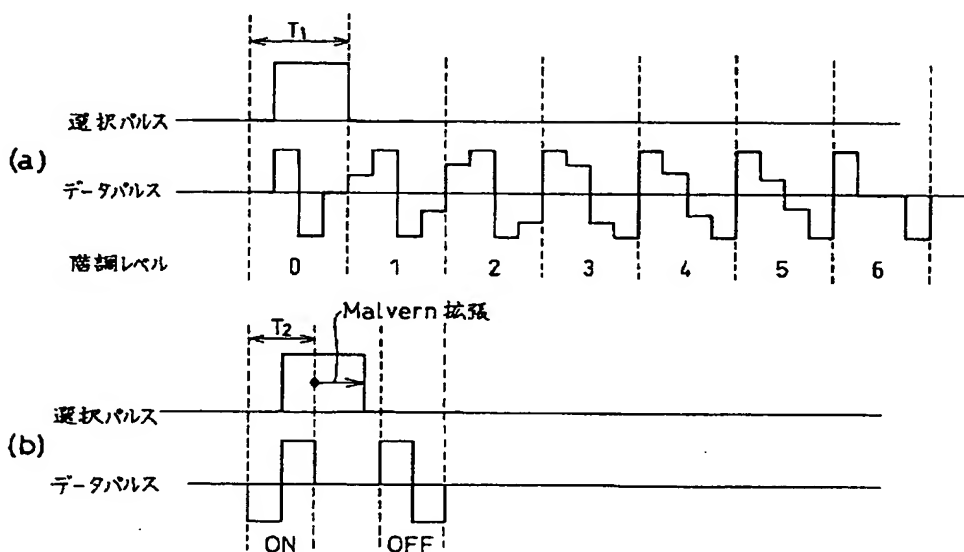 T1
選択パルス
(a)
データパルス
階調レベル 0 1 2 3 4 5 6
Malvern 拡張
T2
選択パルス
(b)
データパルス
ON OFF